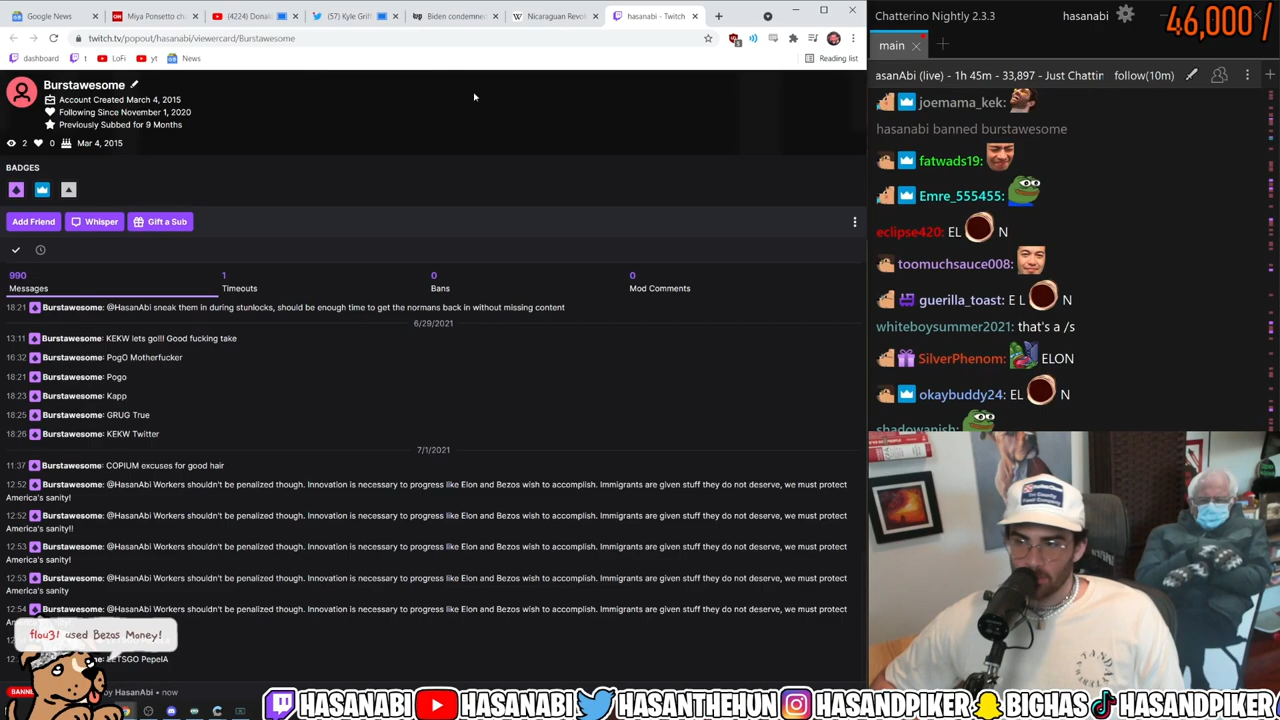 Google News
Miya Ponsetto ch
(4224) Donal
(57) Kyle Grif
Biden condemned
Nicaraguan Revo
hasanabi - Twitch
twitch.tv/popout/hasanabi/viewercard/Burstawesome
dashboard
1
LoFi
yt
News
Reading list
Burstawesome
Account Created March 4, 2015
Following Since November 1, 2020
Previously Subbed for 9 Months
2
0
Mar 4, 2015
BADGES
Add Friend
Whisper
Gift a Sub
990
Messages
1
Timeouts
0
Bans
0
Mod Comments
18:21 Burstawesome: @HasanAbi sneak them in during stunlocks, should be enough time to get the normans back in without missing content
6/29/2021
13:11 Burstawesome: KEKW lets go!!! Good fucking take
16:32 Burstawesome: PogO Motherfucker
18:21 Burstawesome: Pogo
18:23 Burstawesome: Kapp
18:25 Burstawesome: GRUG True
18:26 Burstawesome: KEKW Twitter
7/1/2021
11:37 Burstawesome: COPIUM excuses for good hair
12:52 Burstawesome: @HasanAbi Workers shouldn't be penalized though. Innovation is necessary to progress like Elon and Bezos wish to accomplish. Immigrants are given stuff they do not deserve, we must protect
America's sanity!
12:52 Burstawesome: @HasanAbi Workers shouldn't be penalized though. Innovation is necessary to progress like Elon and Bezos wish to accomplish. Immigrants are given stuff they do not deserve, we must protect
America's sanity!!
12:53 Burstawesome: @HasanAbi Workers shouldn't be penalized though. Innovation is necessary to progress like Elon and Bezos wish to accomplish. Immigrants are given stuff they do not deserve, we must protect
America's sanity!
12:53 Burstawesome: @HasanAbi Workers shouldn't be penalized though. Innovation is necessary to progress like Elon and Bezos wish to accomplish. Immigrants are given stuff they do not deserve, we must protect
America's sanity
12:54 Burstawesome: @HasanAbi Workers shouldn't be penalized though. Innovation is necessary to progress like Elon and Bezos wish to accomplish. Immigrants are given stuff they do not deserve, we must protect
flou3! used Bezos Money!
LETSGO PepelA
by HasanAbi • now
Chatterino Nightly 2.3.3
hasanabi
46,000 /
main
asanAbi (live) - 1h 45m - 33,897 - Just Chattin
follow(10m)
joemama_kek:
hasanabi banned burstawesome
fatwads19:
Emre_555455:
eclipse420: EL N
toomuchsauce008:
guerilla_toast: E L N
whiteboysummer2021: that's a /s
SilverPhenom: ELON
okaybuddy24: EL N
shadowanish:
HASANABI
HASANABI
HASANTHEHUN
HASANDPIKER
BIGHAS
HASANDPIKER